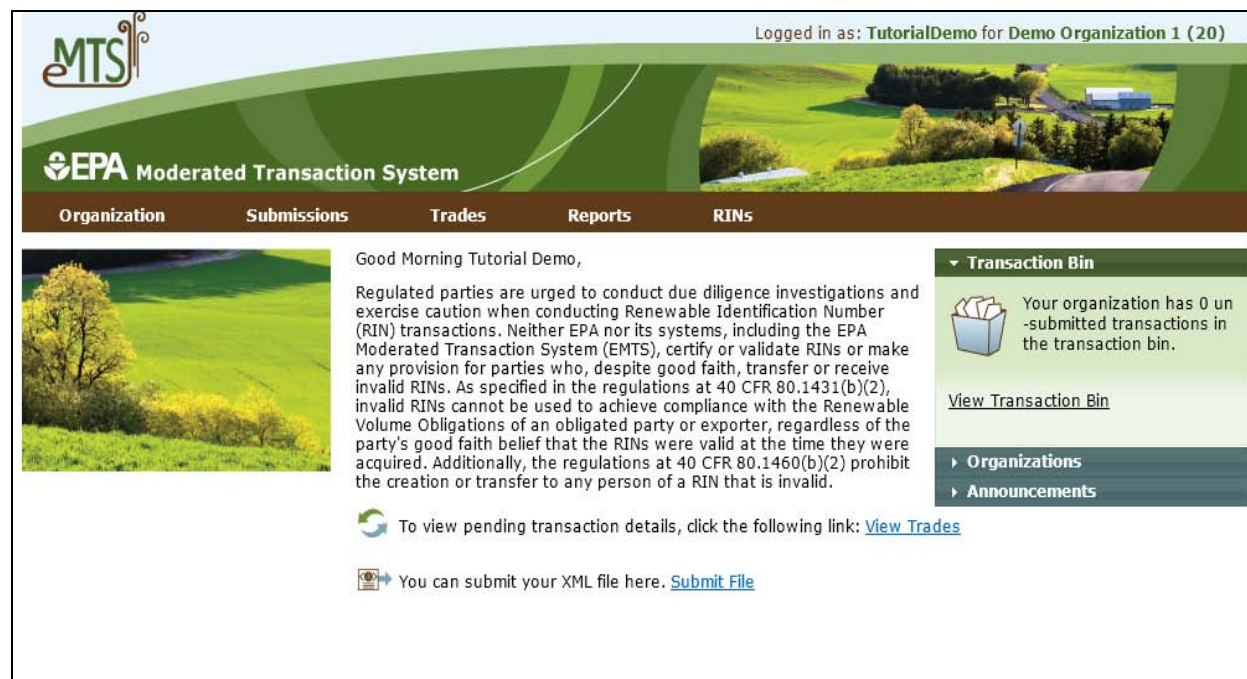 eMTS
Logged in as: TutorialDemo for Demo Organization 1 (20)
EPA Moderated Transaction System
Organization Submissions Trades Reports RINs
Good Morning Tutorial Demo,
Regulated parties are urged to conduct due diligence investigations and
exercise caution when conducting Renewable Identification Number
(RIN) transactions. Neither EPA nor its systems, including the EPA
Moderated Transaction System (EMTS), certify or validate RINs or make
any provision for parties who, despite good faith, transfer or receive
invalid RINs. As specified in the regulations at 40 CFR 80.1431(b)(2),
invalid RINs cannot be used to achieve compliance with the Renewable
Volume Obligations of an obligated party or exporter, regardless of the
party's good faith belief that the RINs were valid at the time they were
acquired. Additionally, the regulations at 40 CFR 80.1460(b)(2) prohibit
the creation or transfer to any person of a RIN that is invalid.
To view pending transaction details, click the following link: View Trades
You can submit your XML file here. Submit File
Transaction Bin
Your organization has 0 un
-submitted transactions in
the transaction bin.
View Transaction Bin
Organizations
Announcements